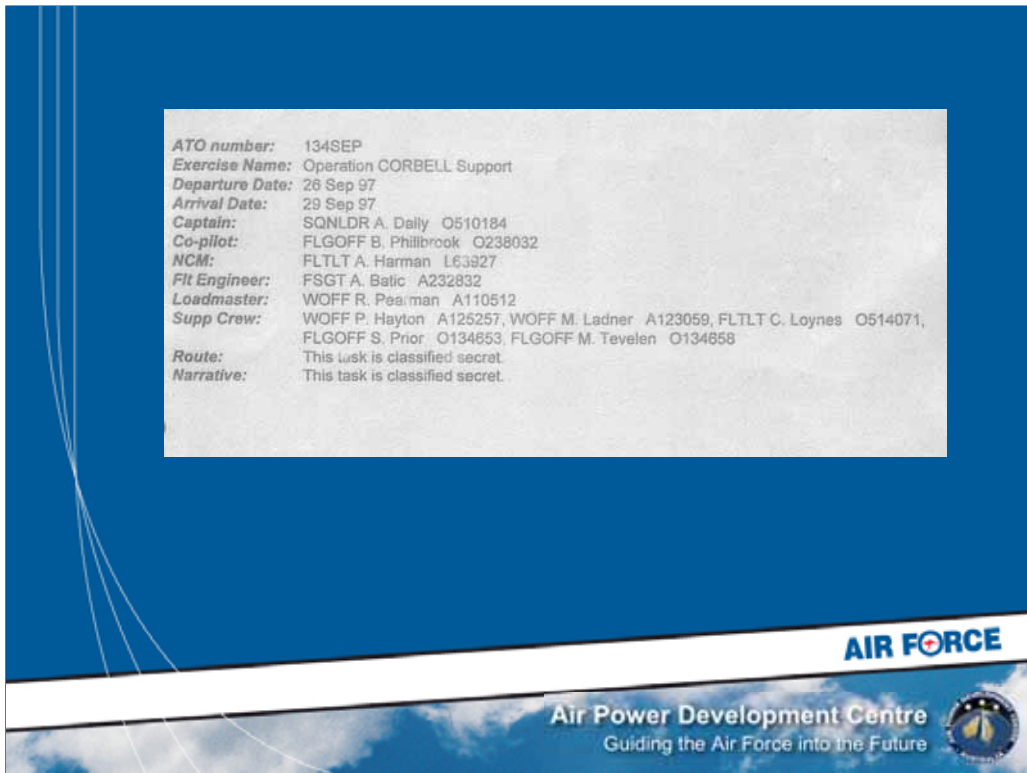 ATO number: 134SEP
Exercise Name: Operation CORBELL Support
Departure Date: 26 Sep 97
Arrival Date: 29 Sep 97
Captain: SQNLDR A. Dally O510184
Co-pilot: FLGOFF B. Philibrook O238032
NCM: FLTLT A. Harman L63927
Flt Engineer: FSGT A. Batic A232832
Loadmaster: WOFF R. Pearman A110512
Supp Crew: WOFF P. Hayton A125257, WOFF M. Ladner A123059, FLTLT C. Loynes O514071,
FLGOFF S. Prior O134653, FLGOFF M. Tevelen O134658
Route: This task is classified secret.
Narrative: This task is classified secret.
AIR FORCE
Air Power Development Centre
Guiding the Air Force into the Future